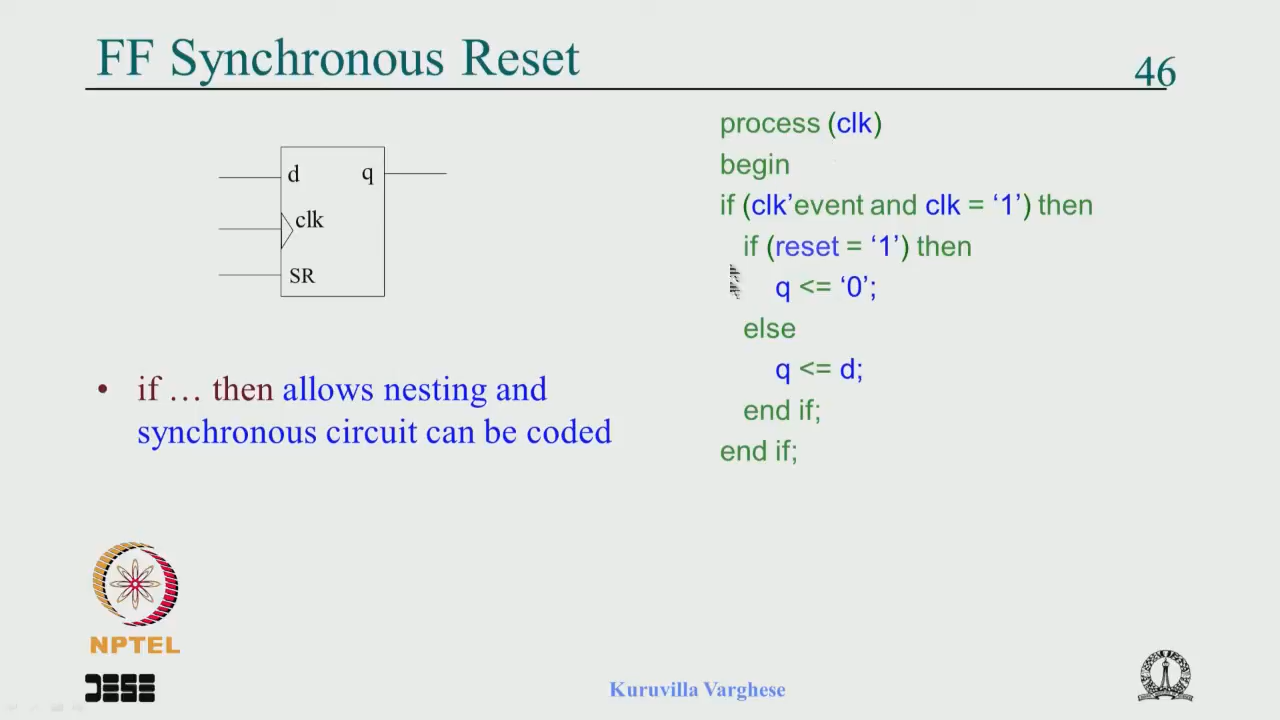 FF Synchronous Reset
46
d
q
clk
SR
• if … then allows nesting and
synchronous circuit can be coded
process (clk)
begin
if (clk’event and clk = ‘1’) then
if (reset = ‘1’) then
q <= ‘0’;
else
q <= d;
end if;
end if;
NPTEL
DESE
Kuruvilla Varghese